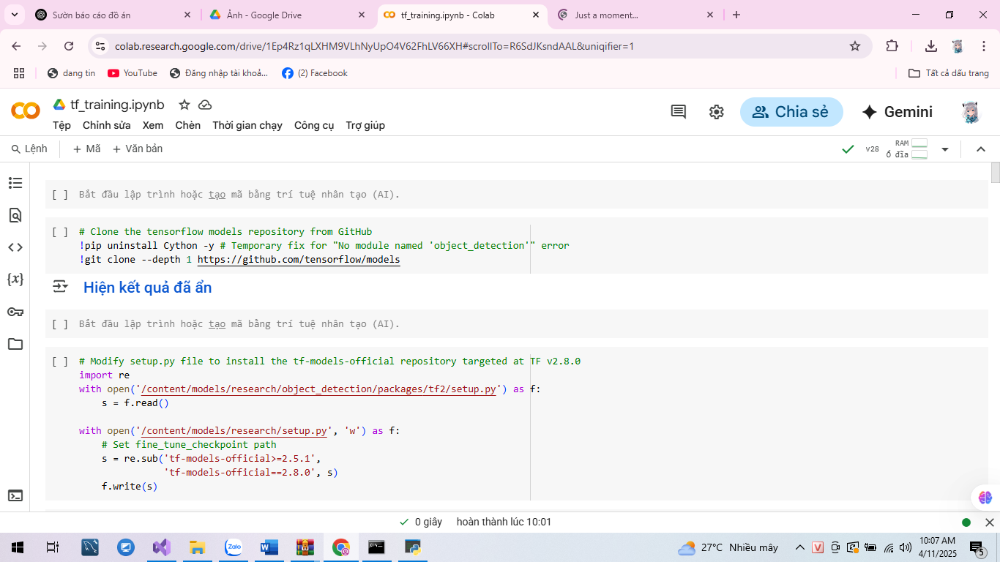 Sườn báo cáo đồ án
Ảnh - Google Drive
tf_training.ipynb - Colab
Just a moment...
colab.research.google.com/drive/1Ep4Rz1qLXHM9VLhNyUpO4V62FhLV66XH#scrollTo=R6SdJKsndAAL&uniqifier=1
dang tin
YouTube
Đăng nhập tài khoả...
(2) Facebook
Tất cả dấu trang
tf_training.ipynb
Tệp Chỉnh sửa Xem Chèn Thời gian chạy Công cụ Trợ giúp
Chia sẻ
Gemini
Lệnh + Mã + Văn bản
v28
RAM
Ổ đĩa
[ ] Bắt đầu lập trình hoặc tạo mã bằng trí tuệ nhân tạo (AI).
[ ] # Clone the tensorflow models repository from GitHub
!pip uninstall Cython -y # Temporary fix for "No module named 'object_detection'" error
!git clone --depth 1 https://github.com/tensorflow/models
Hiện kết quả đã ẩn
[ ] Bắt đầu lập trình hoặc tạo mã bằng trí tuệ nhân tạo (AI).
[ ] # Modify setup.py file to install the tf-models-official repository targeted at TF v2.8.0
import re
with open('/content/models/research/object_detection/packages/tf2/setup.py') as f:
    s = f.read()
with open('/content/models/research/setup.py', 'w') as f:
    # Set fine_tune_checkpoint path
    s = re.sub('tf-models-official>=2.5.1',
               'tf-models-official==2.8.0', s)
    f.write(s)
0 giây hoàn thành lúc 10:01
Zalo
27°C Nhiều mây
V
10:07 AM
4/11/2025
5